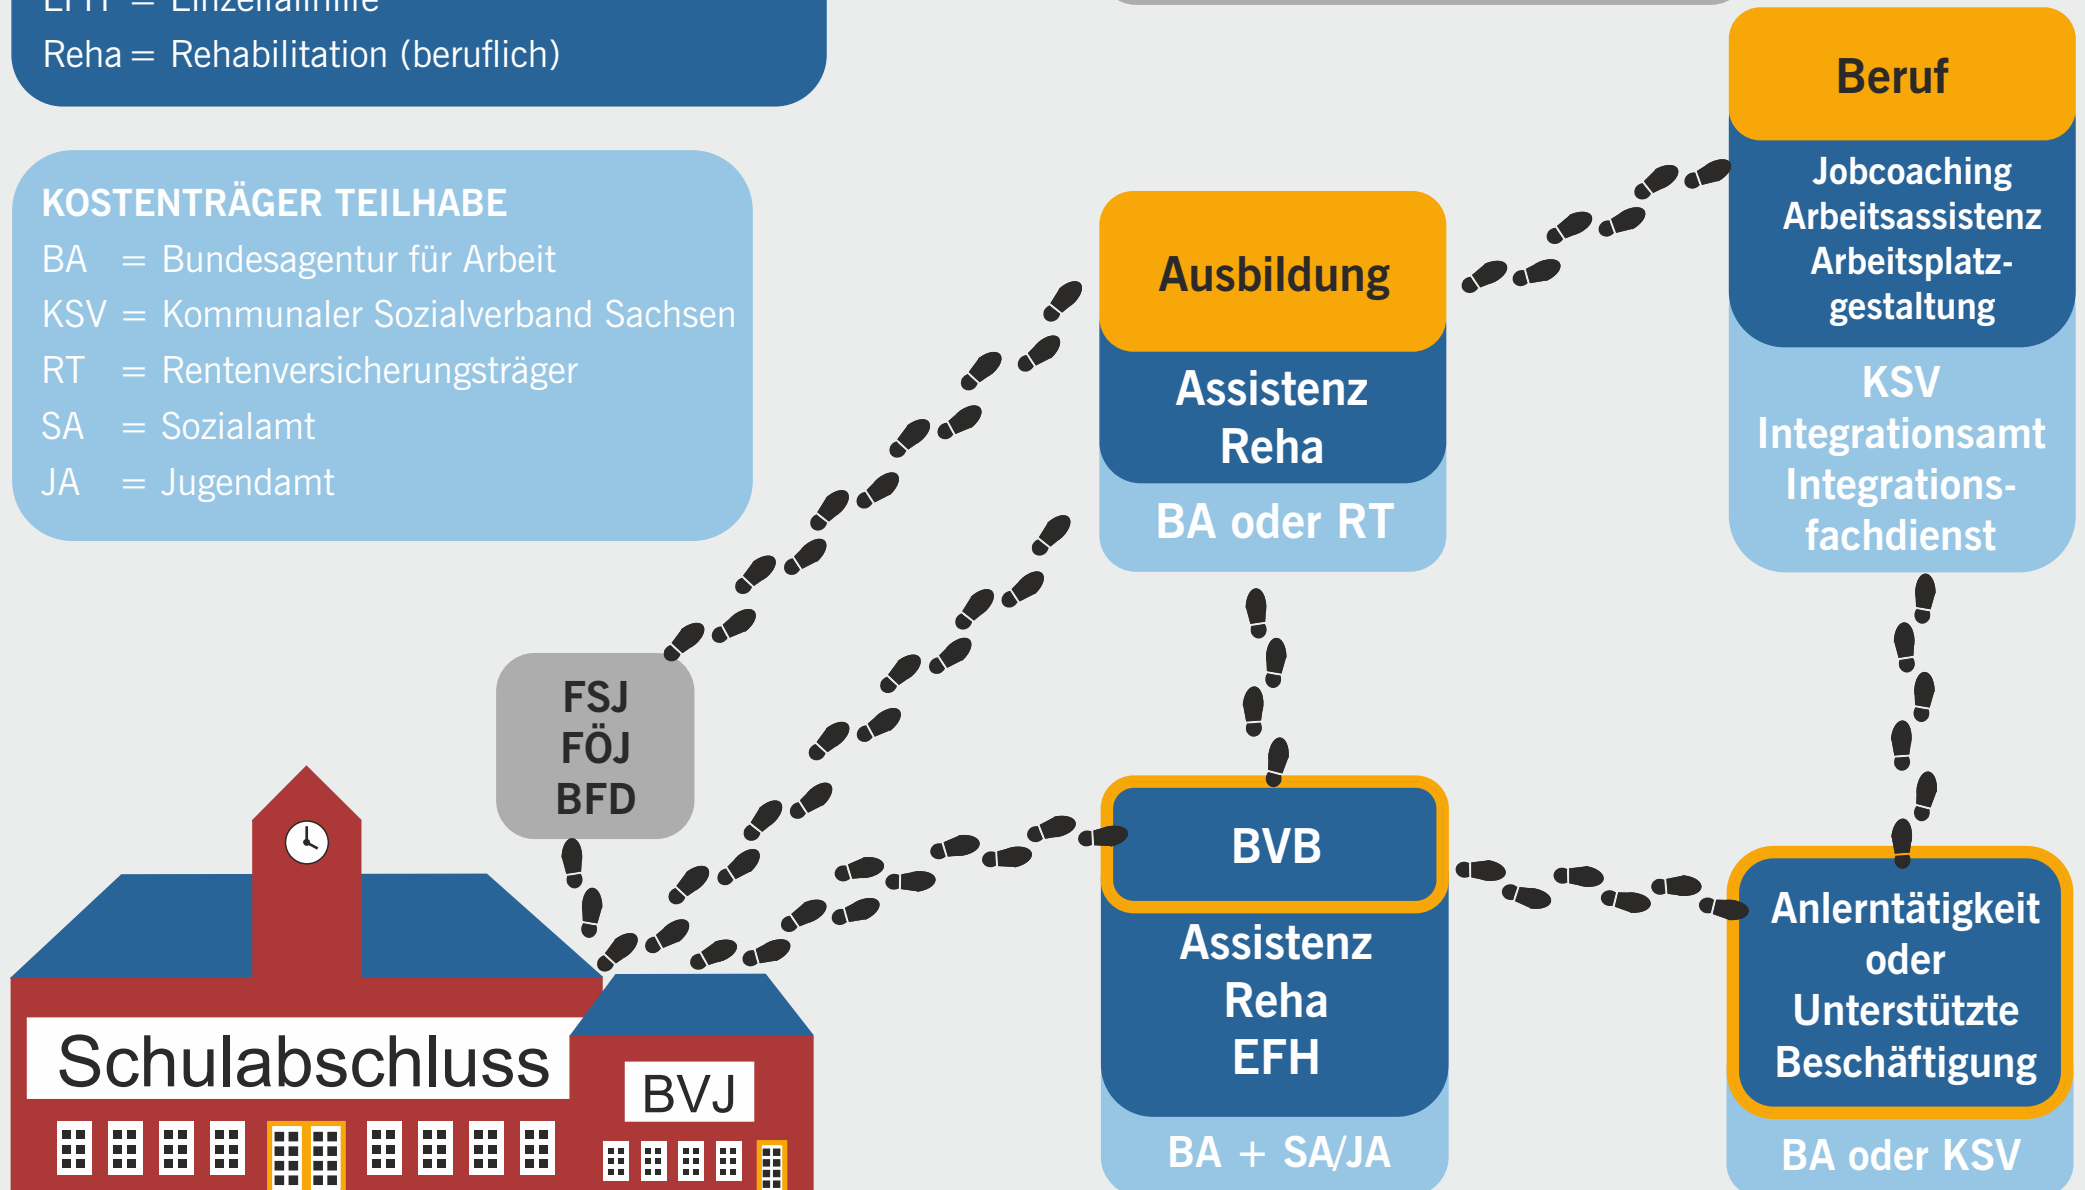 EFH = Einzelfallhilfe
Reha = Rehabilitation (beruflich)
KOSTENTRÄGER TEILHABE
BA = Bundesagentur für Arbeit
KSV = Kommunaler Sozialverband Sachsen
RT = Rentenversicherungsträger
SA = Sozialamt
JA = Jugendamt
Beruf
Jobcoaching
Arbeitsassistenz
Arbeitsplatz-
gestaltung
KSV
Integrationsamt
Integrations-
fachdienst
Ausbildung
Assistenz
Reha
BA oder RT
FSJ
FÖJ
BFD
BVB
Assistenz
Reha
EFH
BA + SA/JA
Anlerntätigkeit
oder
Unterstützte
Beschäftigung
BA oder KSV
Schulabschluss
BVJ